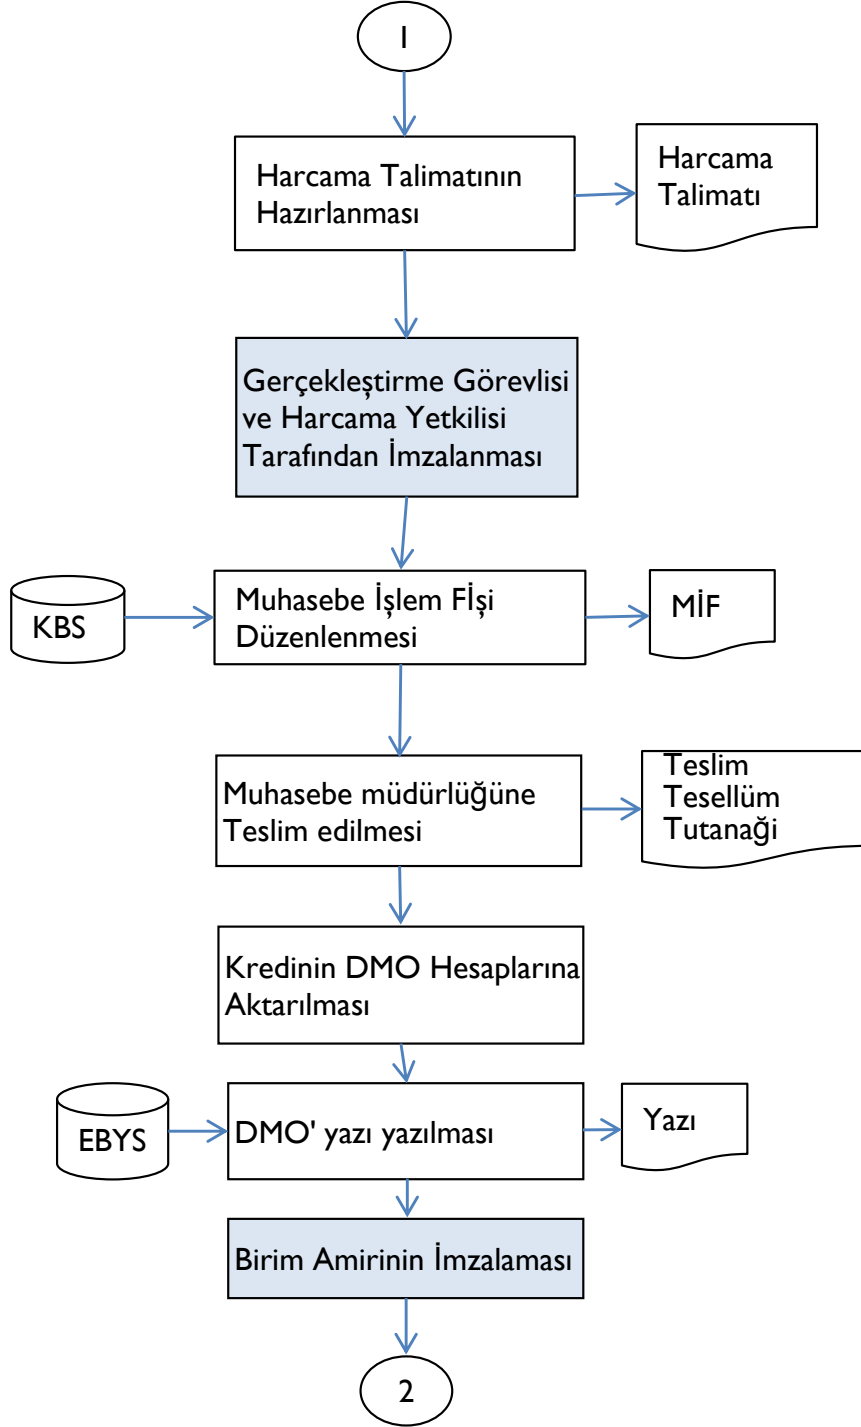 1
Harcama Talimatının
Hazırlanması
Harcama
Talimatı
Gerçekleştirme Görevlisi
ve Harcama Yetkilisi
Tarafından İmzalanması
KBS
Muhasebe İşlem Fİşi
Düzenlenmesi
MİF
Muhasebe müdürlüğüne
Teslim edilmesi
Teslim
Tesellüm
Tutanaği
Kredinin DMO Hesaplarına
Aktarılması
EBYS
DMO' yazı yazılması
Yazı
Birim Amirinin İmzalaması
2